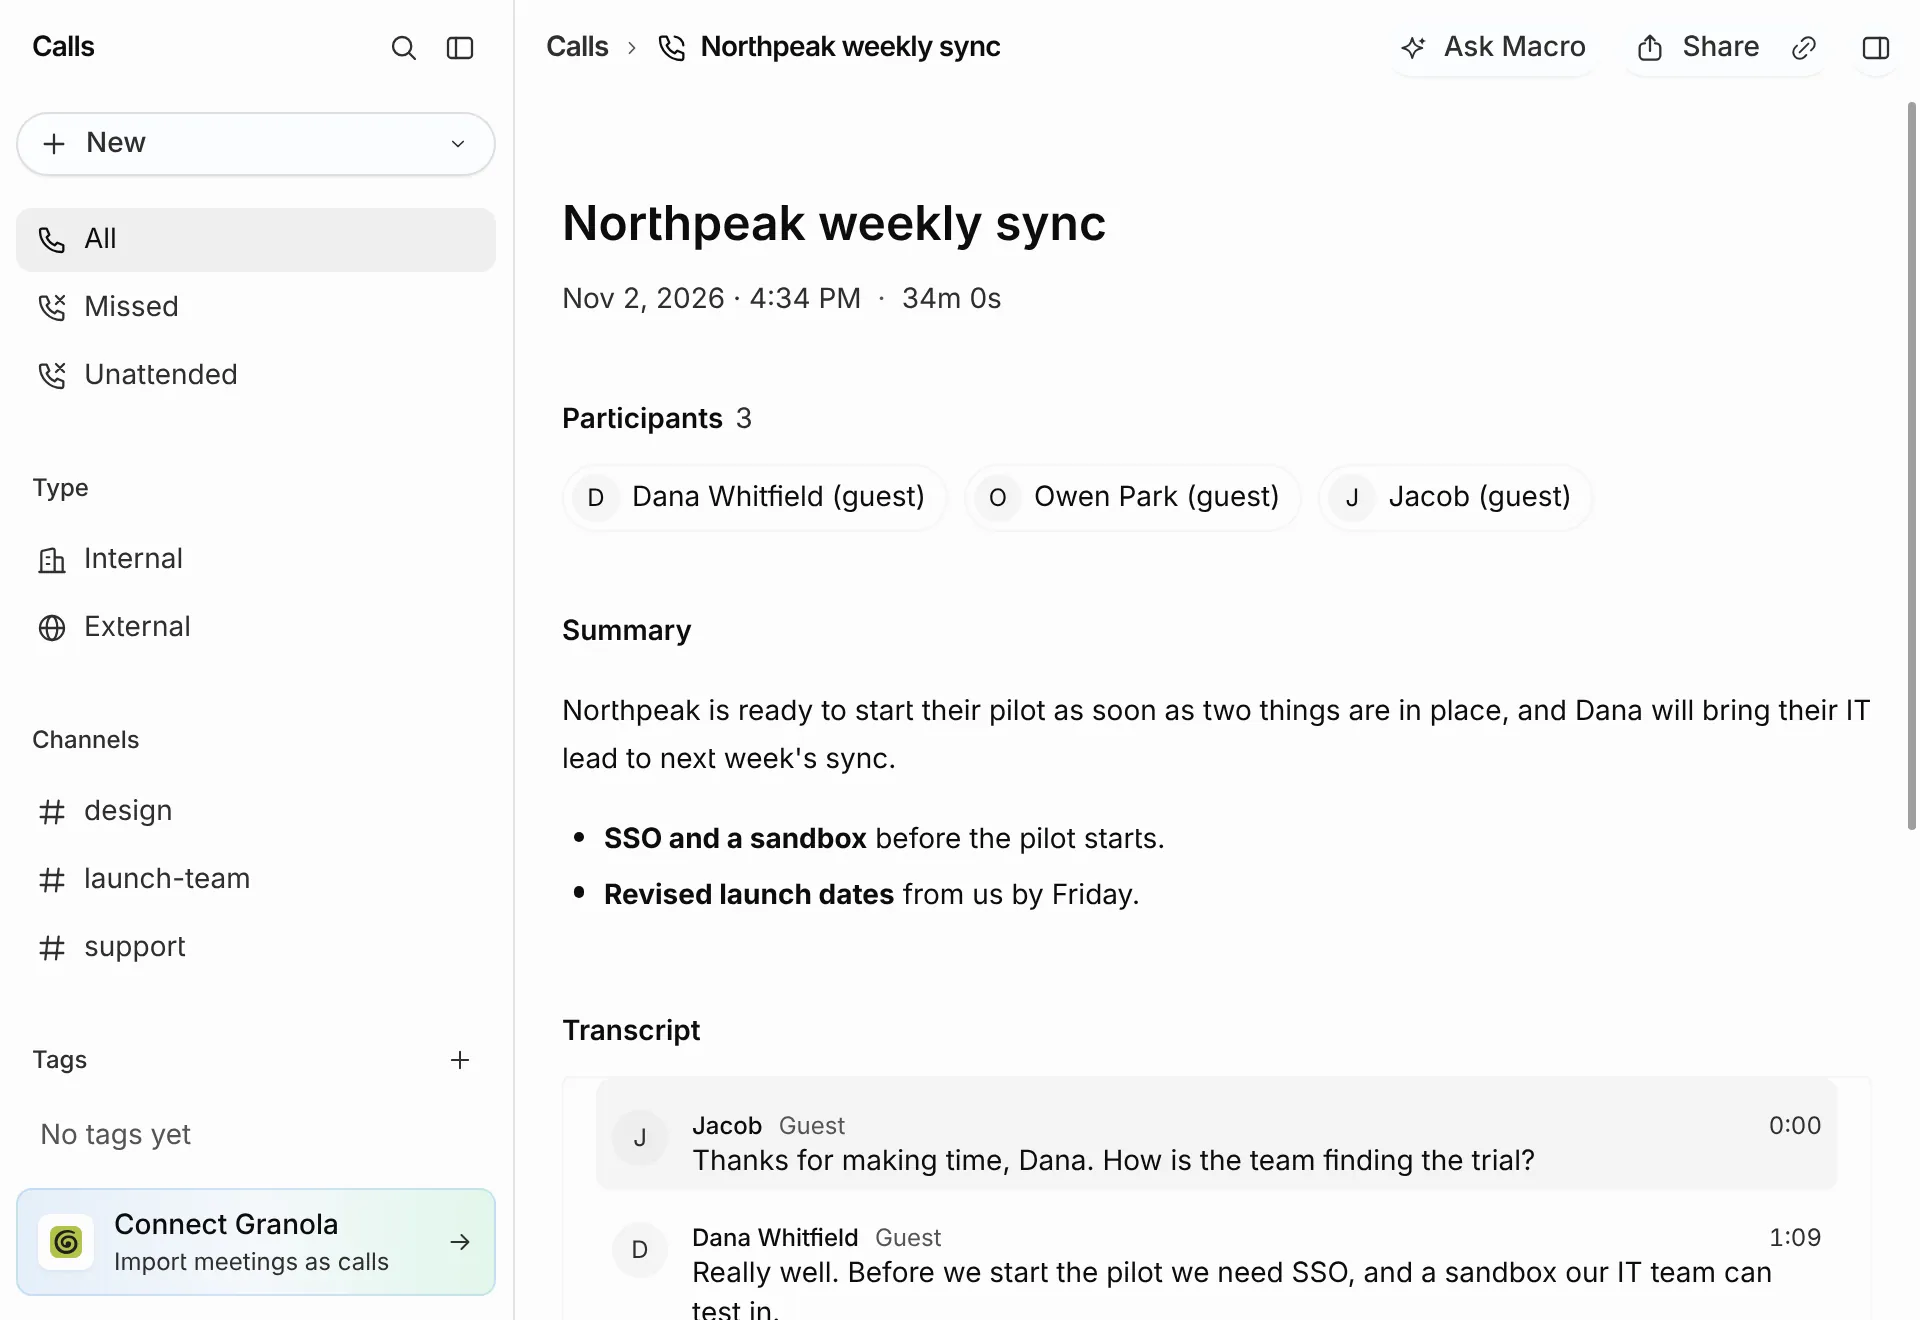 Calls
New
All
Missed
Unattended
Type
Internal
External
Channels
design
launch-team
support
Tags
No tags yet
Connect Granola
Import meetings as calls
Calls › Northpeak weekly sync
Ask Macro
Share
Northpeak weekly sync
Nov 2, 2026 · 4:34 PM · 34m 0s
Participants 3
D Dana Whitfield (guest)
O Owen Park (guest)
J Jacob (guest)
Summary
Northpeak is ready to start their pilot as soon as two things are in place, and Dana will bring their IT
lead to next week's sync.
• SSO and a sandbox before the pilot starts.
• Revised launch dates from us by Friday.
Transcript
J
Jacob Guest 0:00
Thanks for making time, Dana. How is the team finding the trial?
D
Dana Whitfield Guest 1:09
Really well. Before we start the pilot we need SSO, and a sandbox our IT team can
test in.